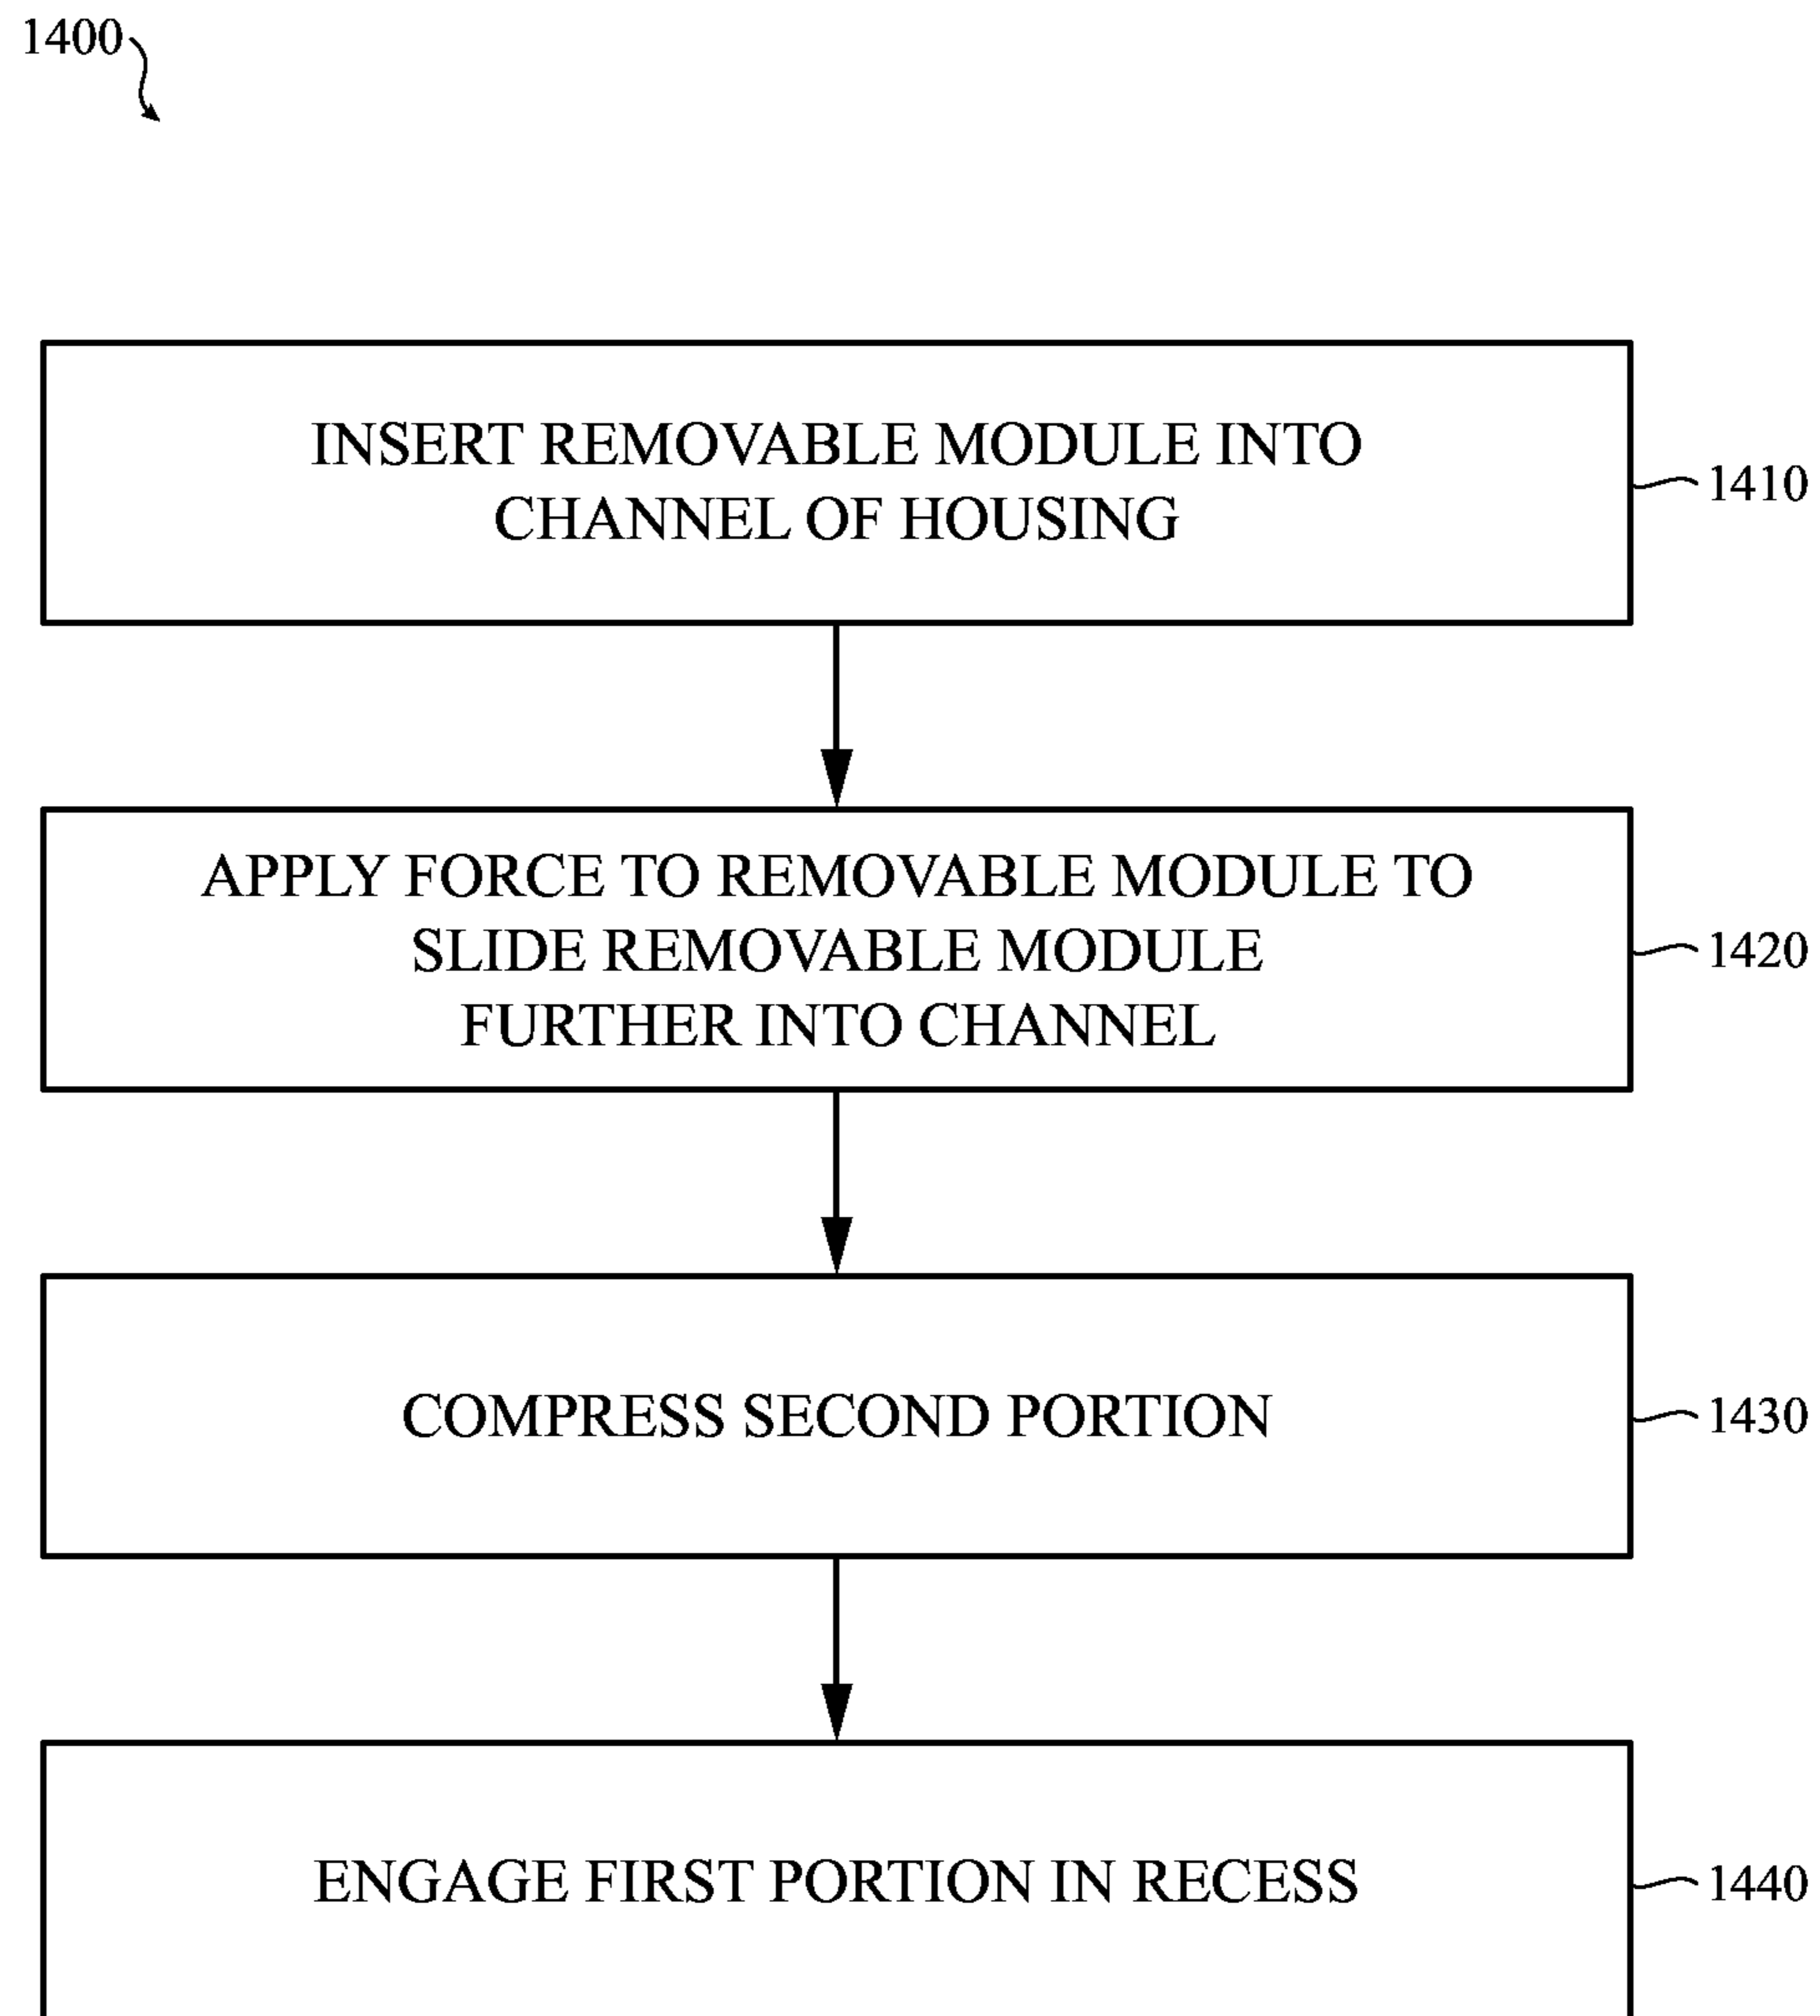 1400
INSERT REMOVABLE MODULE INTO
CHANNEL OF HOUSING
1410
APPLY FORCE TO REMOVABLE MODULE TO
SLIDE REMOVABLE MODULE
FURTHER INTO CHANNEL
1420
COMPRESS SECOND PORTION
1430
ENGAGE FIRST PORTION IN RECESS
1440